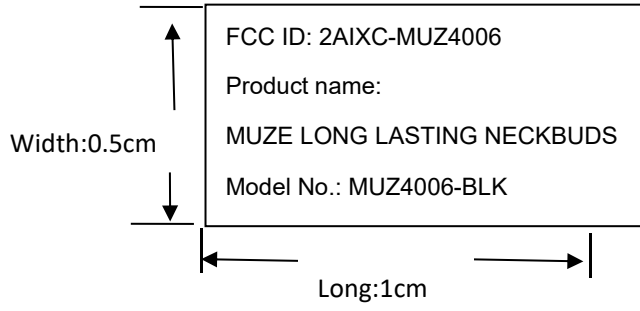 FCC ID: 2AIXC-MUZ4006
Product name:
Width:0.5cm
MUZE LONG LASTING NECKBUDS
Model No.: MUZ4006-BLK
Long:1cm